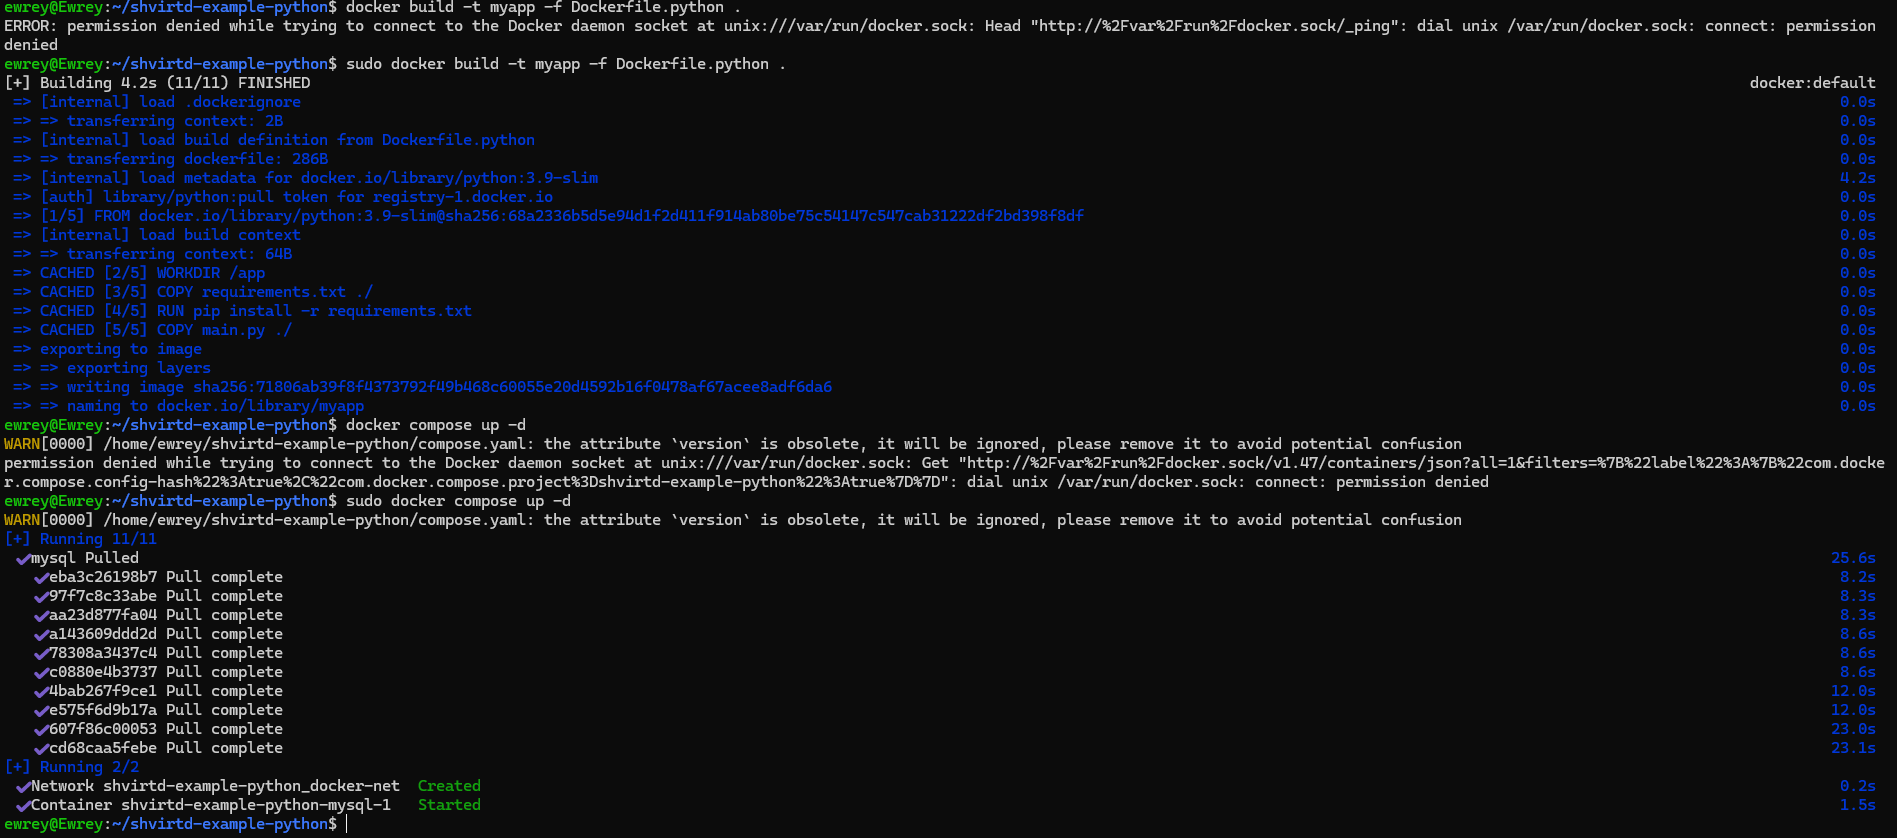 ewrey@Ewrey:~/shvirtd-example-python$ docker build -t myapp -f Dockerfile.python .
ERROR: permission denied while trying to connect to the Docker daemon socket at unix:///var/run/docker.sock: Head "http://%2Fvar%2Frun%2Fdocker.sock/_ping": dial unix /var/run/docker.sock: connect: permission
denied
ewrey@Ewrey:~/shvirtd-example-python$ sudo docker build -t myapp -f Dockerfile.python .
[+] Building 4.2s (11/11) FINISHED docker:default
=> [internal] load .dockerignore 0.0s
=> => transferring context: 2B 0.0s
=> [internal] load build definition from Dockerfile.python 0.0s
=> => transferring dockerfile: 286B 0.0s
=> [internal] load metadata for docker.io/library/python:3.9-slim 4.2s
=> [auth] library/python:pull token for registry-1.docker.io 0.0s
=> [1/5] FROM docker.io/library/python:3.9-slim@sha256:68a2336b5d5e94d1f2d411f914ab80be75c54147c547cab31222df2bd398f8df 0.0s
=> [internal] load build context 0.0s
=> => transferring context: 64B 0.0s
=> CACHED [2/5] WORKDIR /app 0.0s
=> CACHED [3/5] COPY requirements.txt ./ 0.0s
=> CACHED [4/5] RUN pip install -r requirements.txt 0.0s
=> CACHED [5/5] COPY main.py ./ 0.0s
=> exporting to image 0.0s
=> => exporting layers 0.0s
=> => writing image sha256:71806ab39f8f4373792f49b468c60055e20d4592b16f0478af67acee8adf6da6 0.0s
=> => naming to docker.io/library/myapp 0.0s
ewrey@Ewrey:~/shvirtd-example-python$ docker compose up -d
WARN[0000] /home/ewrey/shvirtd-example-python/compose.yaml: the attribute `version` is obsolete, it will be ignored, please remove it to avoid potential confusion
permission denied while trying to connect to the Docker daemon socket at unix:///var/run/docker.sock: Get "http://%2Fvar%2Frun%2Fdocker.sock/v1.47/containers/json?all=1&filters=%7B%22label%22%3A%7B%22com.docke
r.compose.config-hash%22%3Atrue%2C%22com.docker.compose.project%3Dshvirtd-example-python%22%3Atrue%7D%7D": dial unix /var/run/docker.sock: connect: permission denied
ewrey@Ewrey:~/shvirtd-example-python$ sudo docker compose up -d
WARN[0000] /home/ewrey/shvirtd-example-python/compose.yaml: the attribute `version` is obsolete, it will be ignored, please remove it to avoid potential confusion
[+] Running 11/11
✔mysql Pulled 25.6s
✔eba3c26198b7 Pull complete 8.2s
✔97f7c8c33abe Pull complete 8.3s
✔aa23d877fa04 Pull complete 8.3s
✔a143609ddd2d Pull complete 8.6s
✔78308a3437c4 Pull complete 8.6s
✔c0880e4b3737 Pull complete 8.6s
✔4bab267f9ce1 Pull complete 12.0s
✔e575f6d9b17a Pull complete 12.0s
✔607f86c00053 Pull complete 23.0s
✔cd68caa5febe Pull complete 23.1s
[+] Running 2/2
✔Network shvirtd-example-python_docker-net Created 0.2s
✔Container shvirtd-example-python-mysql-1 Started 1.5s
ewrey@Ewrey:~/shvirtd-example-python$